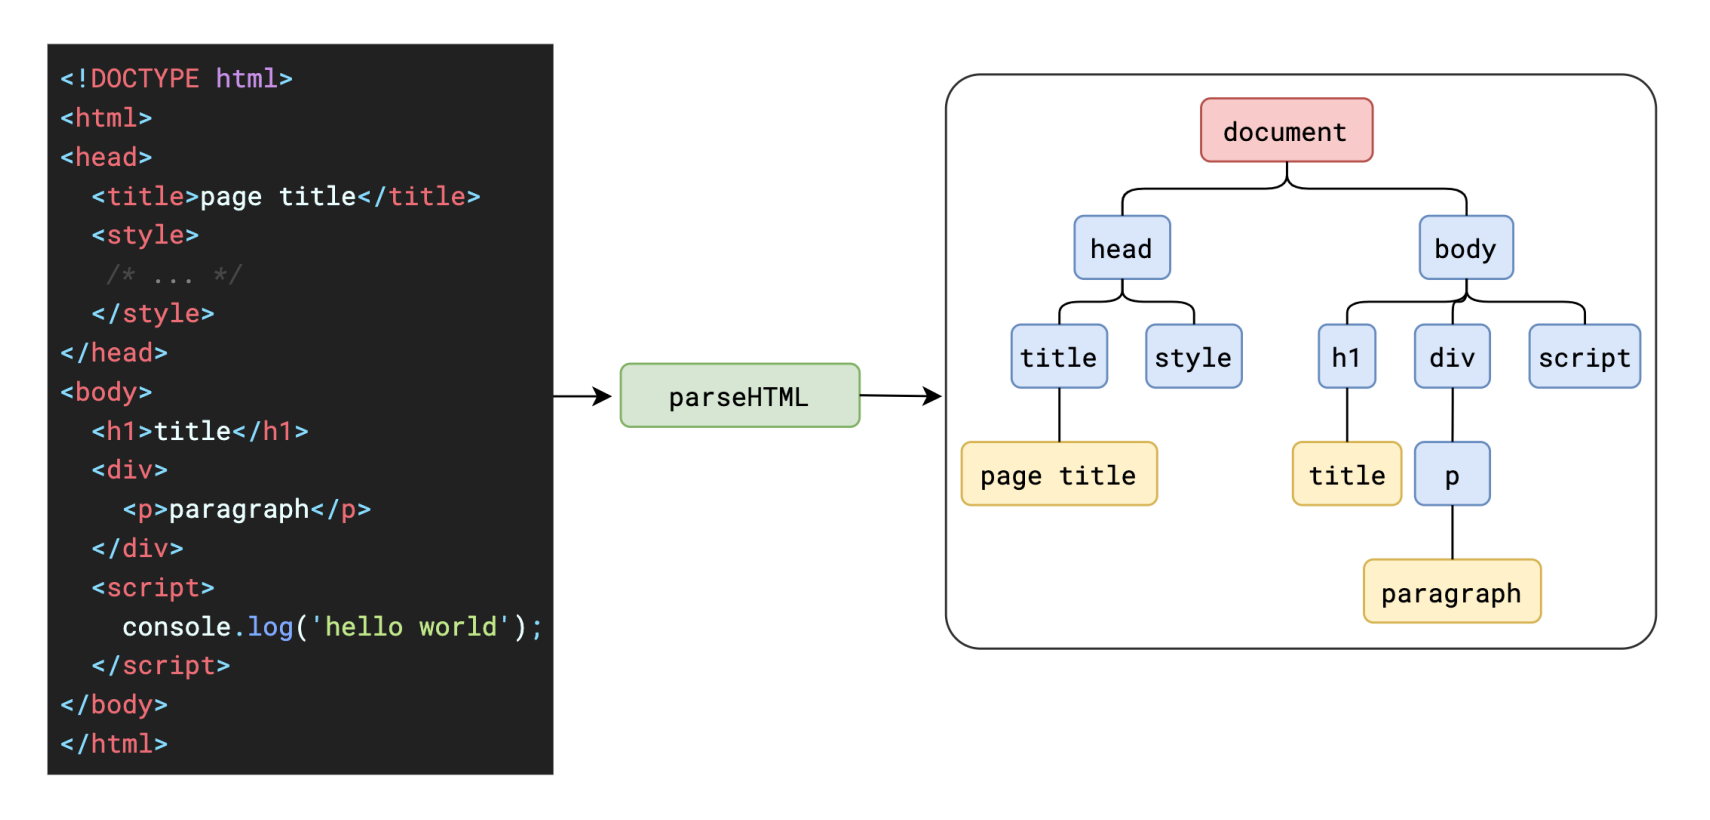 <!DOCTYPE html>
<html>
<head>
  <title>page title</title>
  <style>
   /* ... */
  </style>
</head>
<body>
  <h1>title</h1>
  <div>
    <p>paragraph</p>
  </div>
  <script>
    console.log('hello world');
  </script>
</body>
</html>
parseHTML
document
head body
title style h1 div script
page title title p
paragraph